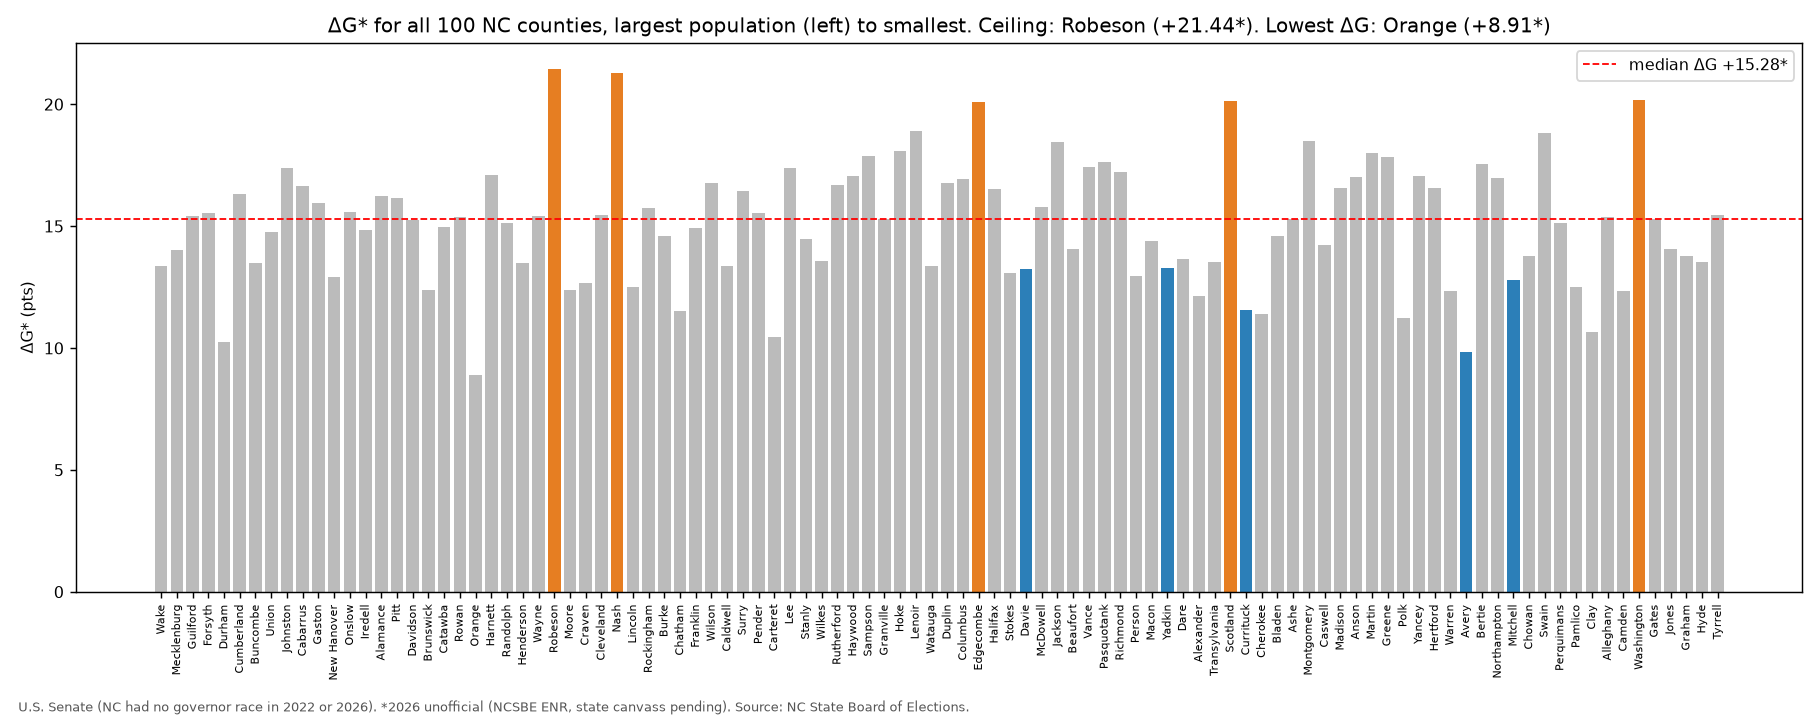 ΔG* for all 100 NC counties, largest population (left) to smallest. Ceiling: Robeson (+21.44*). Lowest ΔG: Orange (+8.91*)
median ΔG +15.28*
ΔG* (pts)
20
15
10
5
0
Wake
Mecklenburg
Guilford
Forsyth
Durham
Cumberland
Buncombe
Union
Johnston
Cabarrus
Gaston
New Hanover
Onslow
Iredell
Alamance
Pitt
Davidson
Brunswick
Catawba
Rowan
Orange
Harnett
Randolph
Henderson
Wayne
Robeson
Moore
Craven
Cleveland
Nash
Lincoln
Rockingham
Burke
Chatham
Franklin
Wilson
Caldwell
Surry
Pender
Carteret
Lee
Stanly
Wilkes
Rutherford
Haywood
Sampson
Granville
Hoke
Lenoir
Watauga
Duplin
Columbus
Edgecombe
Halifax
Stokes
Davie
McDowell
Jackson
Beaufort
Vance
Pasquotank
Richmond
Person
Macon
Yadkin
Dare
Alexander
Transylvania
Scotland
Currituck
Cherokee
Bladen
Ashe
Montgomery
Caswell
Madison
Anson
Martin
Greene
Polk
Yancey
Hertford
Warren
Avery
Bertie
Northampton
Mitchell
Chowan
Swain
Perquimans
Pamlico
Clay
Alleghany
Camden
Washington
Gates
Jones
Graham
Hyde
Tyrrell
U.S. Senate (NC had no governor race in 2022 or 2026). *2026 unofficial (NCSBE ENR, state canvass pending). Source: NC State Board of Elections.